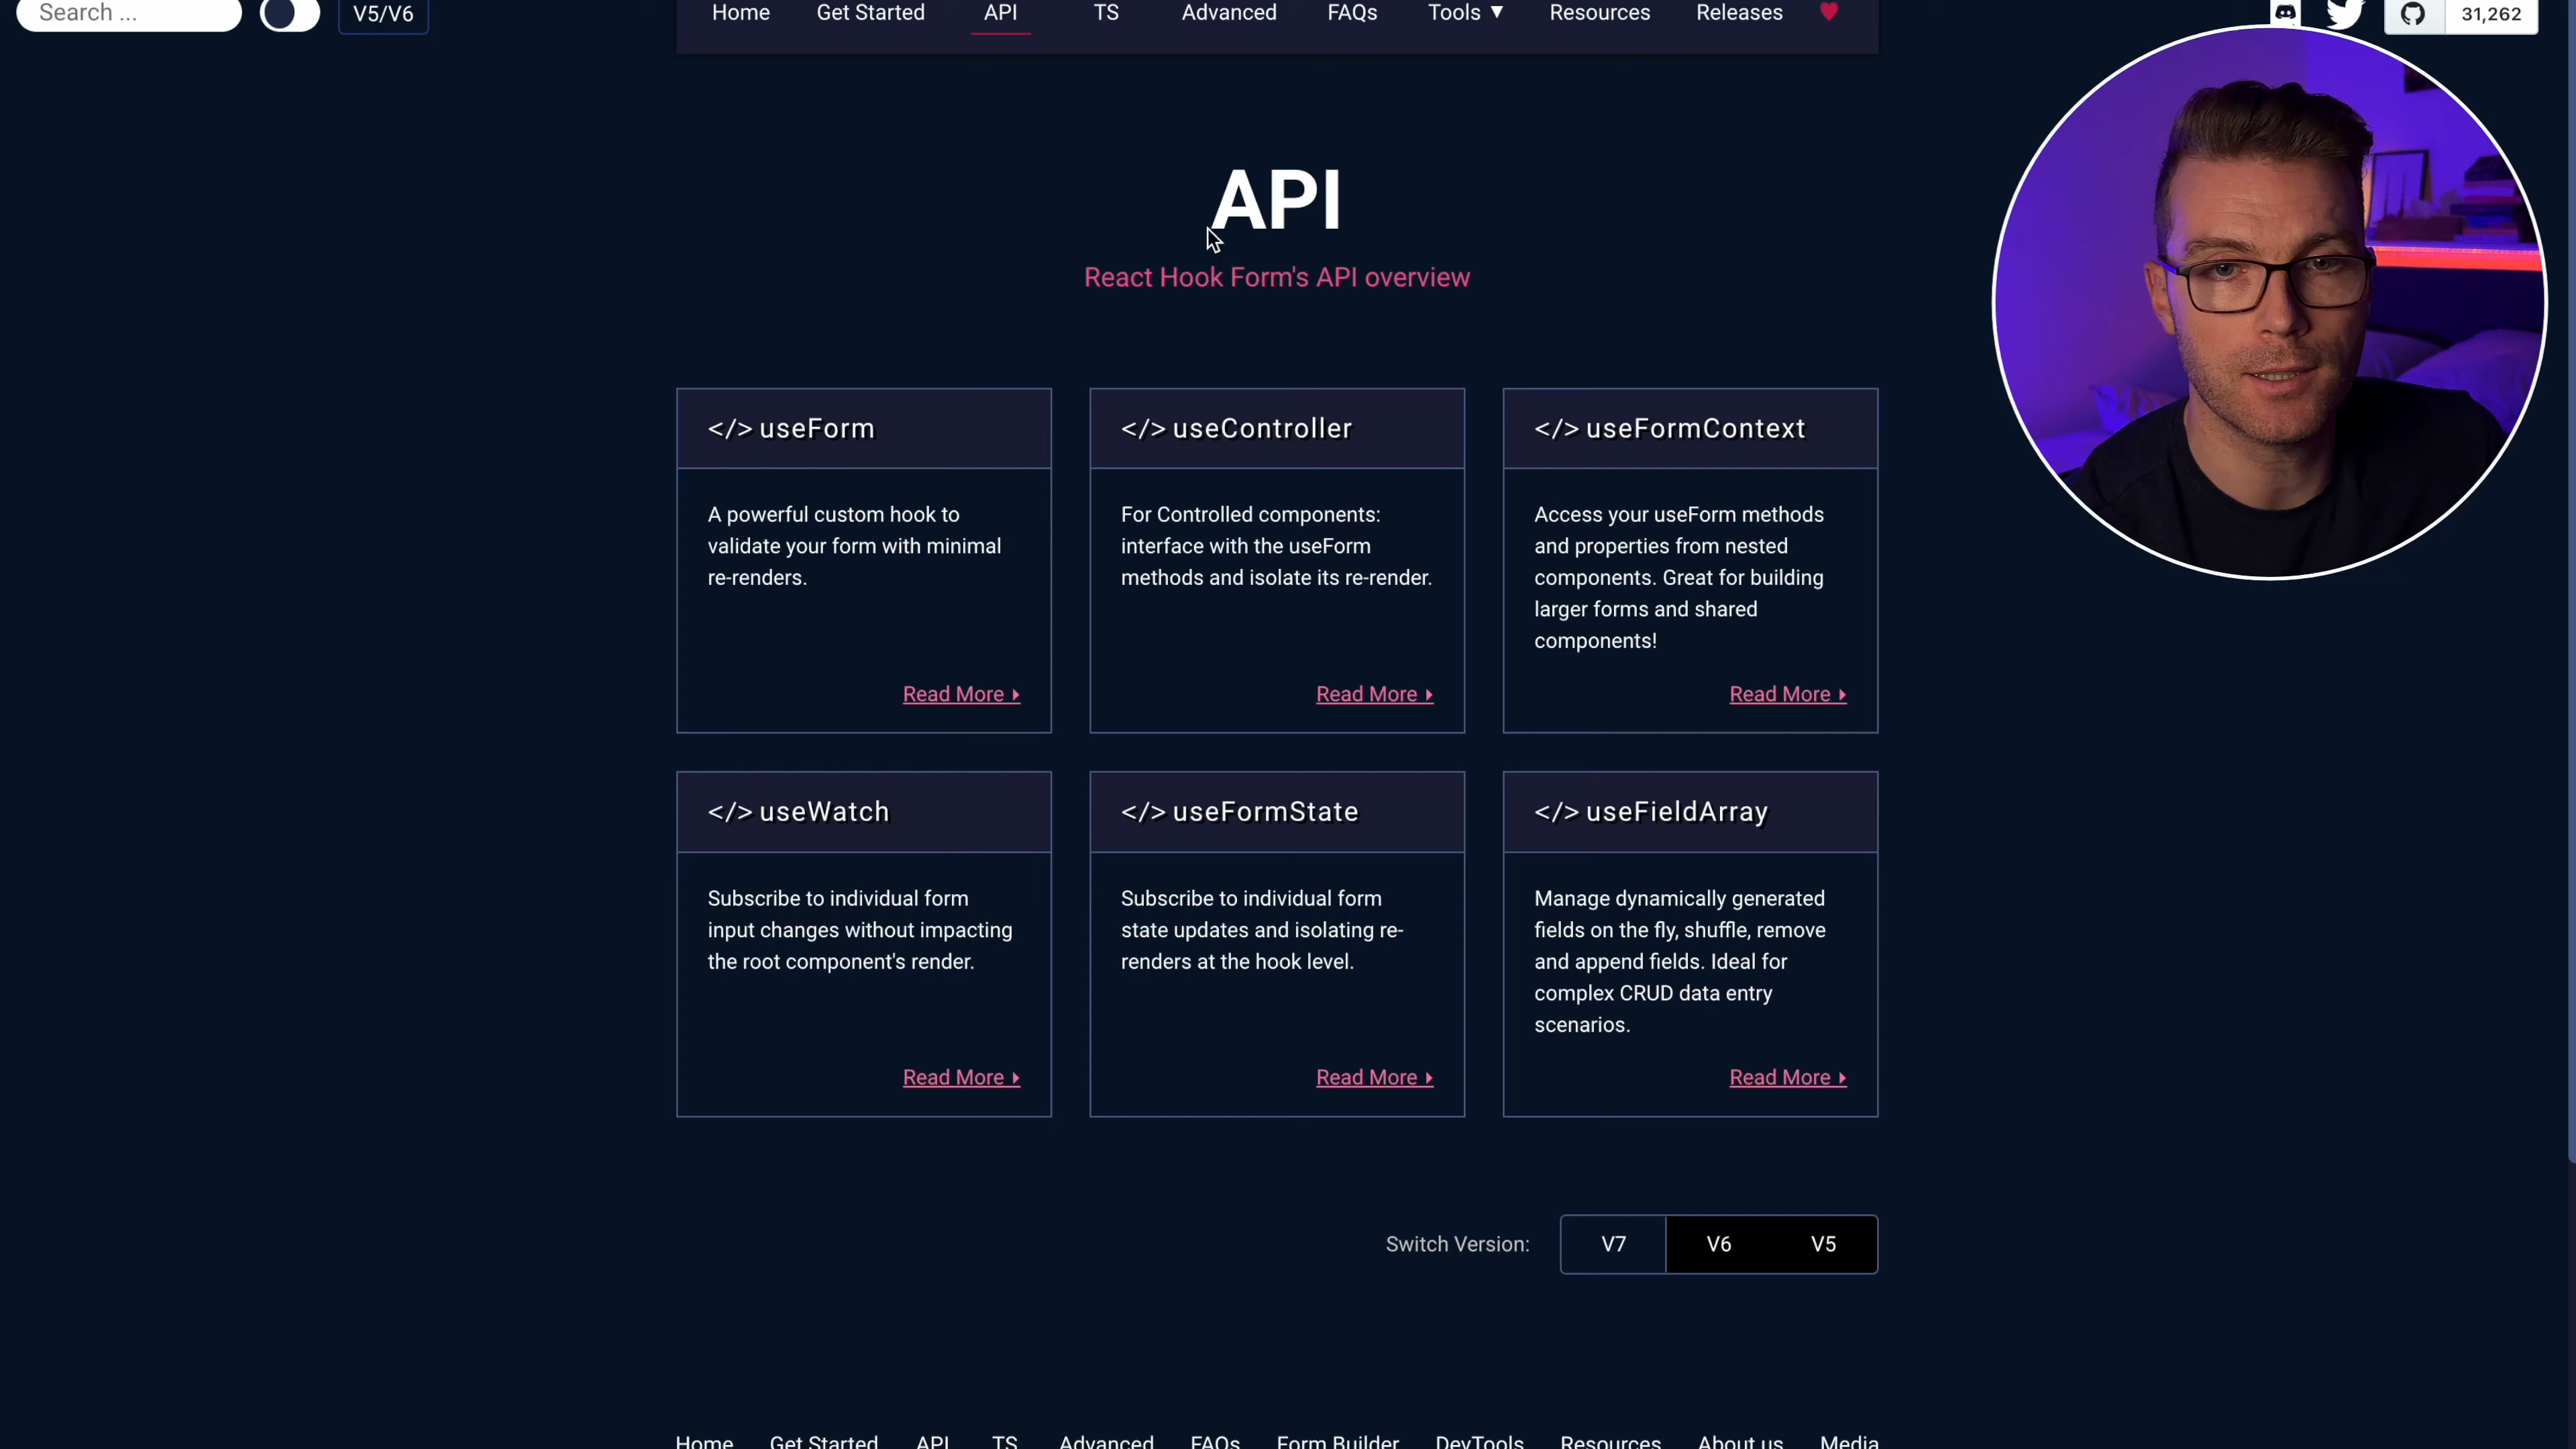 Search ...
V5/V6
Home Get Started API TS Advanced FAQs Tools ▼ Resources Releases
31,262
API
React Hook Form's API overview
</> useForm
A powerful custom hook to
validate your form with minimal
re-renders.
Read More
</> useController
For Controlled components:
interface with the useForm
methods and isolate its re-render.
Read More
</> useFormContext
Access your useForm methods
and properties from nested
components. Great for building
larger forms and shared
components!
Read More
</> useWatch
Subscribe to individual form
input changes without impacting
the root component's render.
Read More
</> useFormState
Subscribe to individual form
state updates and isolating re-
renders at the hook level.
Read More
</> useFieldArray
Manage dynamically generated
fields on the fly, shuffle, remove
and append fields. Ideal for
complex CRUD data entry
scenarios.
Read More
Switch Version: V7 V6 V5
Home Get Started API TS Advanced FAQs Form Builder DevTools Resources About us Media